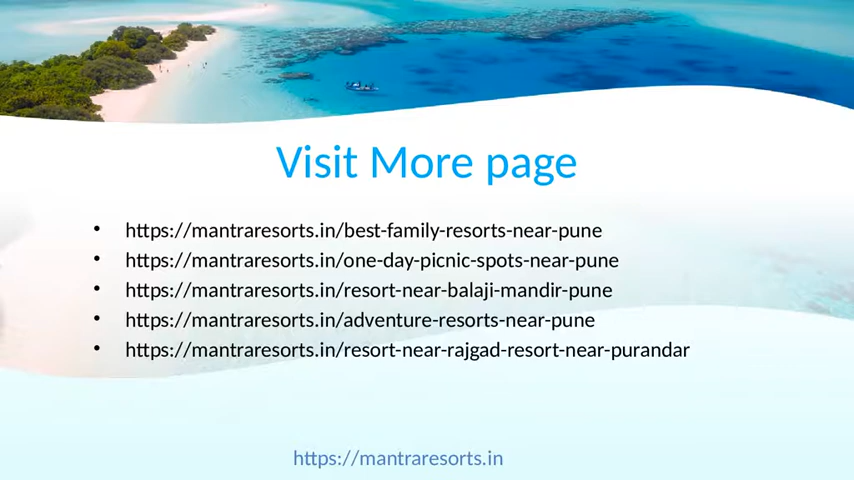 Visit More page
• https://mantraresorts.in/best-family-resorts-near-pune
• https://mantraresorts.in/one-day-picnic-spots-near-pune
• https://mantraresorts.in/resort-near-balaji-mandir-pune
• https://mantraresorts.in/adventure-resorts-near-pune
• https://mantraresorts.in/resort-near-rajgad-resort-near-purandar
https://mantraresorts.in